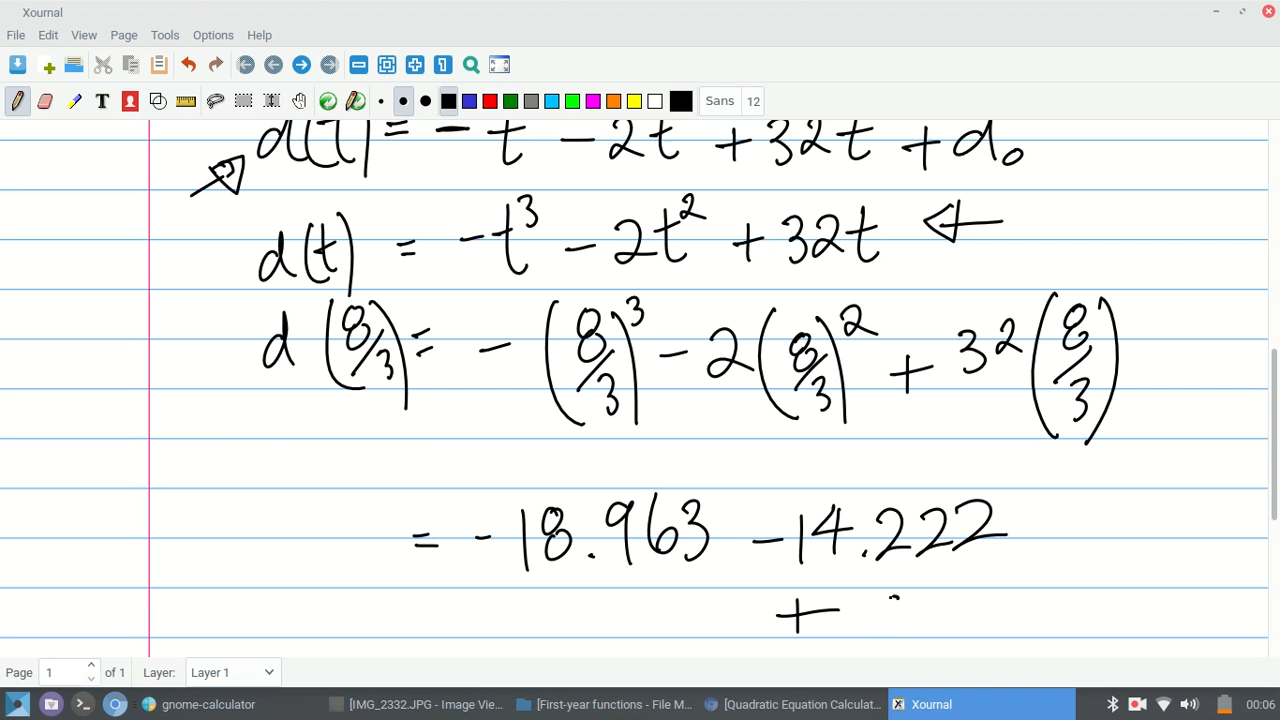 Xournal
File Edit View Page Tools Options Help
Sans 12
d(t) = - t - 2t + 32t + d₀
d(t) = -t³ - 2t² + 32t
d (8/3) = - (8/3)³ - 2(8/3)² + 32(8/3)
= - 18.963 - 14.222
+
Page 1 of 1 Layer: Layer 1
gnome-calculator [IMG_2332.JPG - Image Vie... [First-year functions - File M... [Quadratic Equation Calculat... Xournal 00:06